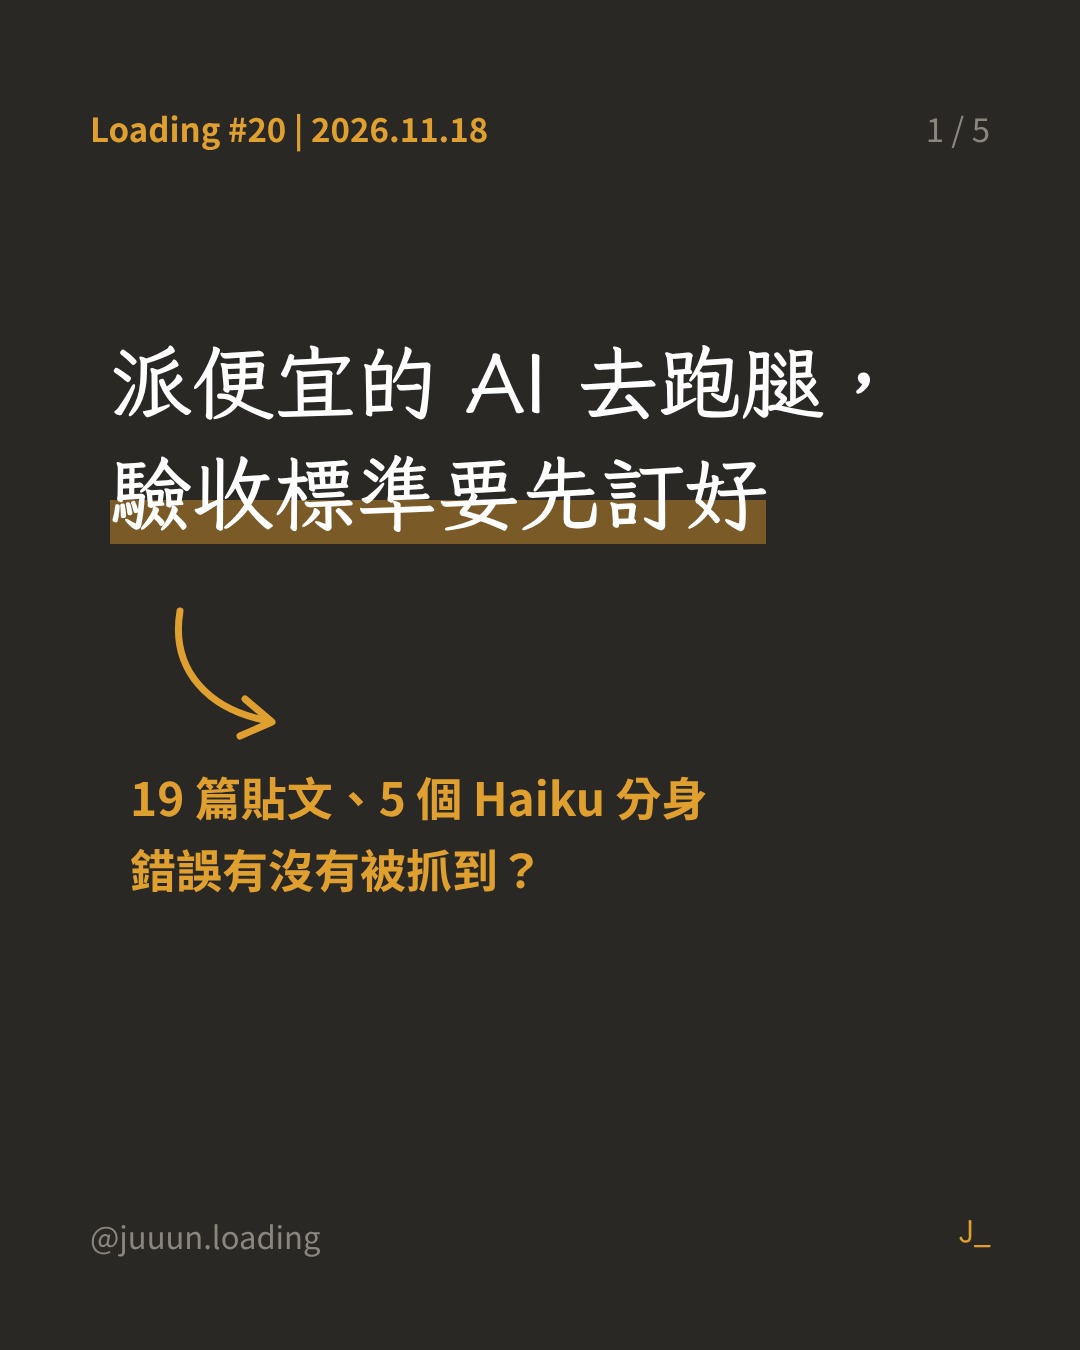 Loading #20 | 2026.11.18
1 / 5
派便宜的 AI 去跑腿，
驗收標準要先訂好
19 篇貼文、5 個 Haiku 分身
錯誤有沒有被抓到？
@juuun.loading
J_